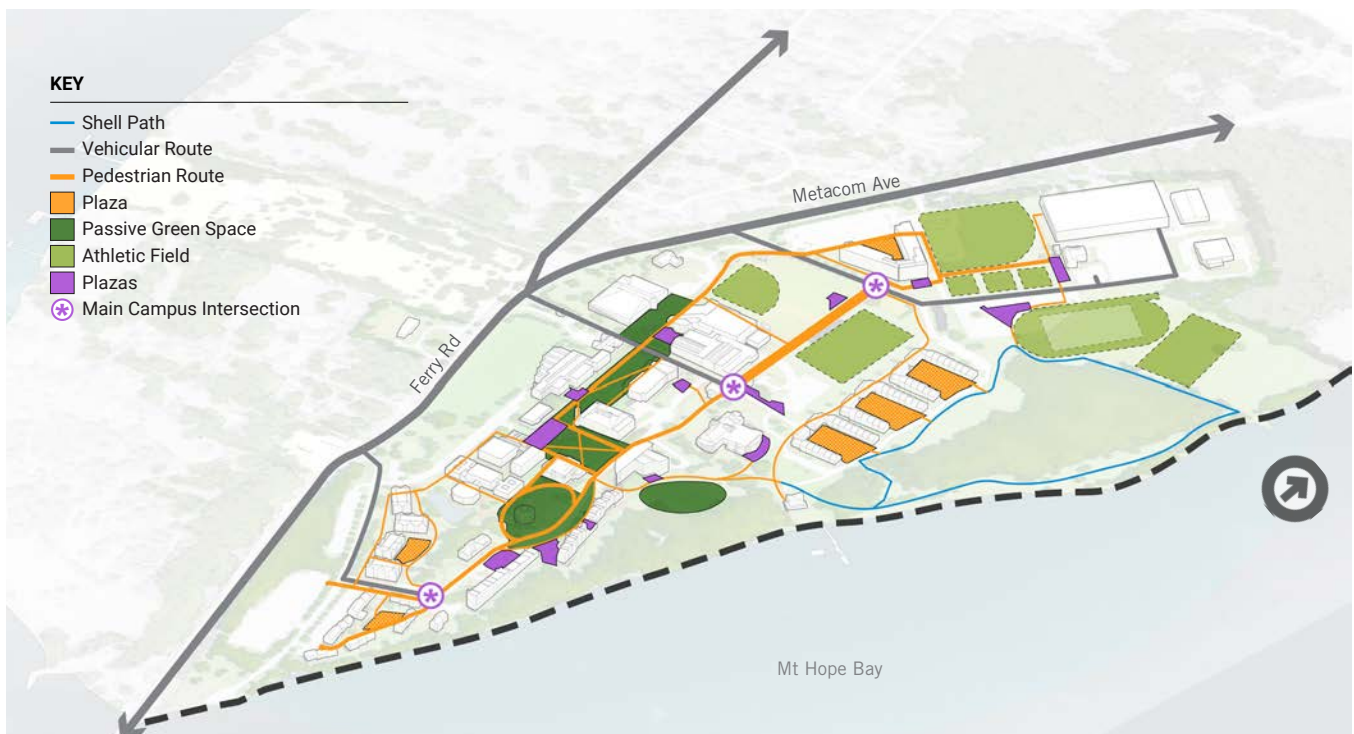 KEY
Shell Path
Vehicular Route
Pedestrian Route
Plaza
Passive Green Space
Athletic Field
Plazas
Main Campus Intersection
Metacom Ave
Ferry Rd
Mt Hope Bay